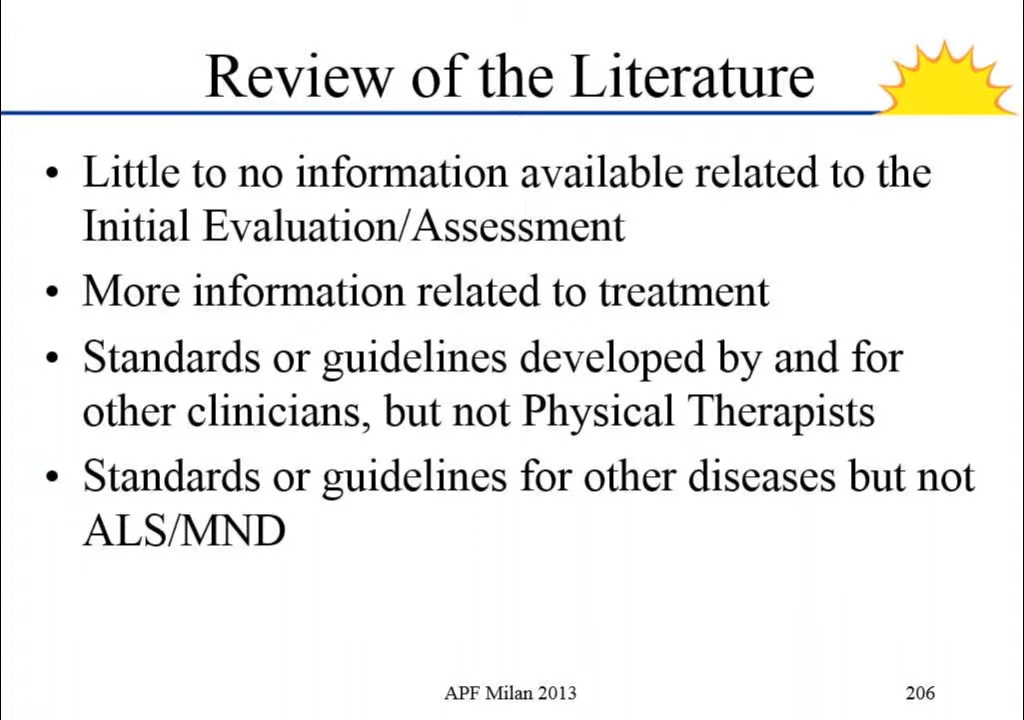 Review of the Literature
• Little to no information available related to the
Initial Evaluation/Assessment
• More information related to treatment
• Standards or guidelines developed by and for
other clinicians, but not Physical Therapists
• Standards or guidelines for other diseases but not
ALS/MND
APF Milan 2013
206